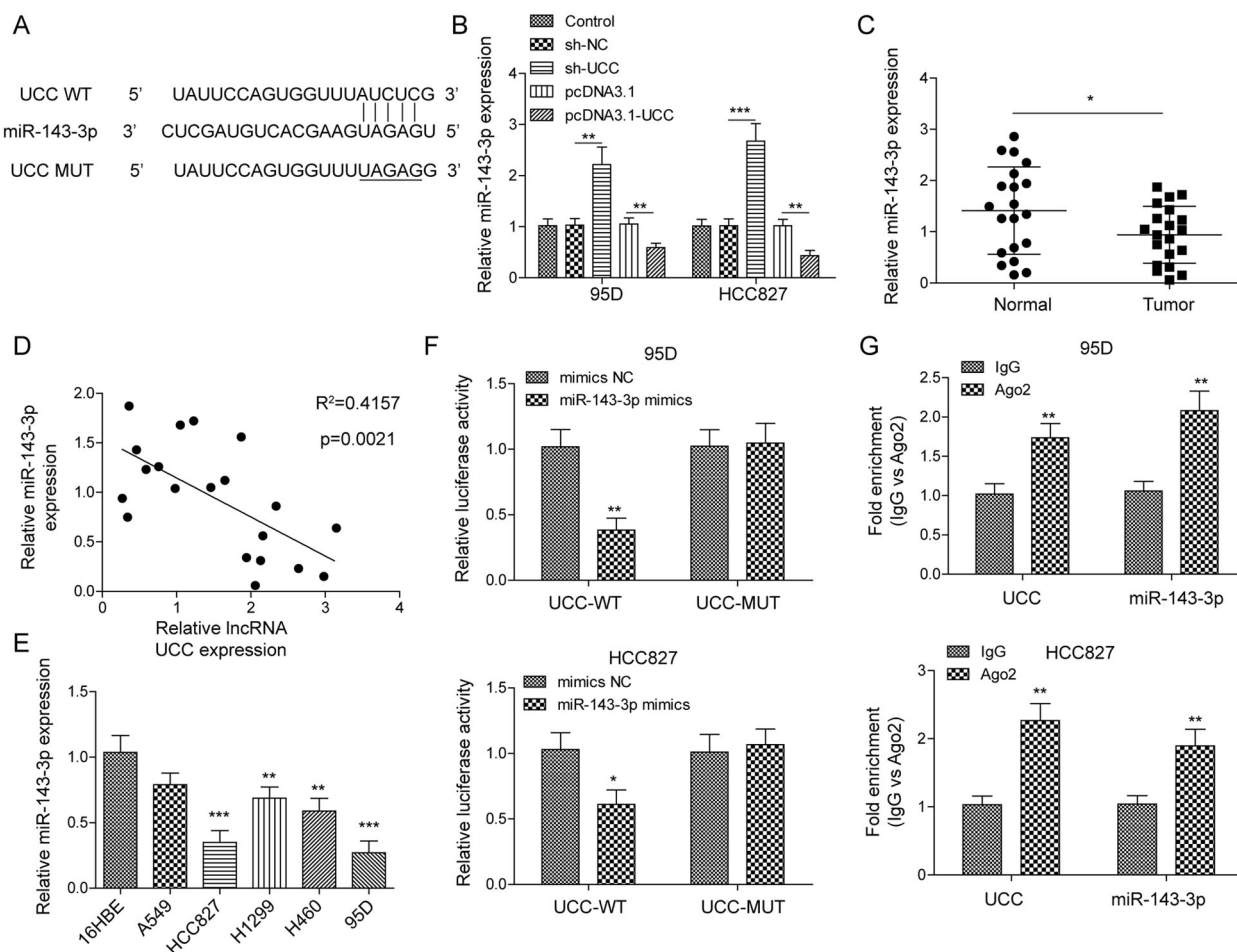 A
UCC WT 5’ UAUUCCAGUGGUUUAUCUCG 3’
miR-143-3p 3’ CUCGAUGUCACGAAGUAGAGU 5’
UCC MUT 5’ UAUUCCAGUGGUUUUAGAGG 3’
B
Control
sh-NC
sh-UCC
pcDNA3.1
pcDNA3.1-UCC
Relative miR-143-3p expression
4
3
2
1
0
** ** *** **
95D HCC827
C
Relative miR-143-3p expression
4
3
2
1
0
*
Normal Tumor
D
Relative miR-143-3p
expression
2.0
1.5
1.0
0.5
0.0
R²=0.4157
p=0.0021
0 1 2 3 4
Relative lncRNA
UCC expression
E
Relative miR-143-3p expression
1.5
1.0
0.5
0.0
*** ** ** ***
16HBE A549 HCC827 H1299 H460 95D
F
95D
mimics NC
miR-143-3p mimics
Relative luciferase activity
1.5
1.0
0.5
0.0
**
UCC-WT UCC-MUT
HCC827
mimics NC
miR-143-3p mimics
Relative luciferase activity
1.5
1.0
0.5
0.0
*
UCC-WT UCC-MUT
G
95D
IgG
Ago2
Fold enrichment
(IgG vs Ago2)
2.5
2.0
1.5
1.0
0.5
0.0
** **
UCC miR-143-3p
HCC827
IgG
Ago2
Fold enrichment
(IgG vs Ago2)
3
2
1
0
** **
UCC miR-143-3p